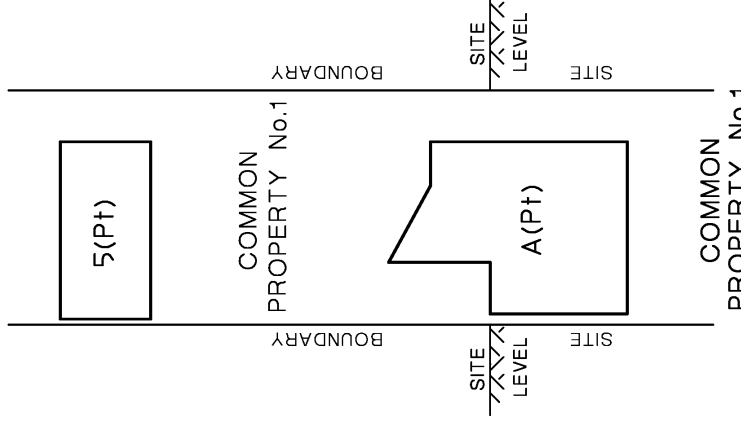 SITE
LEVEL
BOUNDARY
SITE
5(Pt)
COMMON
PROPERTY No.1
A(Pt)
COMMON
PROPERTY No.1
BOUNDARY
SITE
SITE
LEVEL